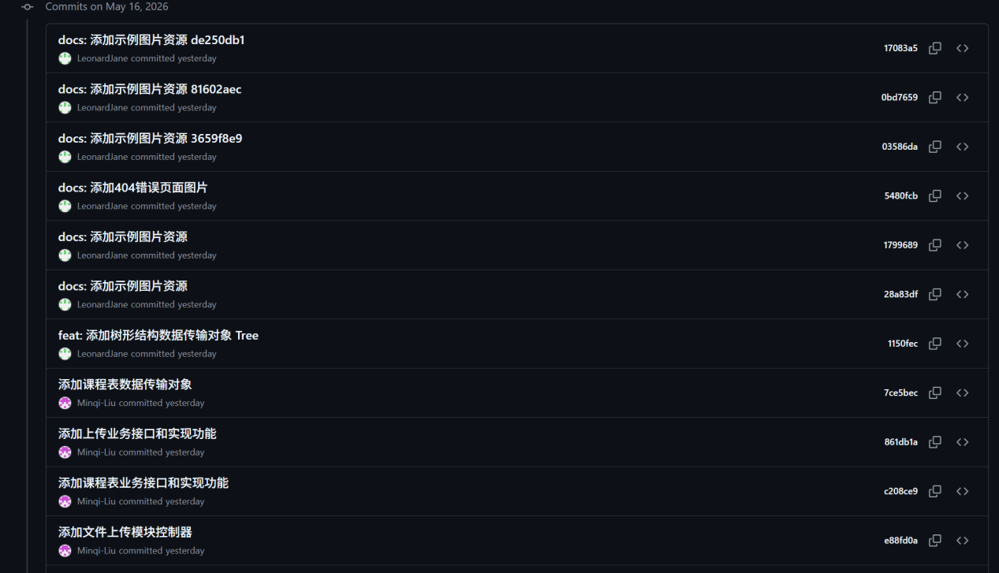 Commits on May 16, 2026
docs: 添加示例图片资源 de250db1
LeonardJane committed yesterday
17083a5
docs: 添加示例图片资源 81602aec
LeonardJane committed yesterday
0bd7659
docs: 添加示例图片资源 3659f8e9
LeonardJane committed yesterday
03586da
docs: 添加404错误页面图片
LeonardJane committed yesterday
5480fcb
docs: 添加示例图片资源
LeonardJane committed yesterday
1799689
docs: 添加示例图片资源
LeonardJane committed yesterday
28a83df
feat: 添加树形结构数据传输对象 Tree
LeonardJane committed yesterday
1150fec
添加课程表数据传输对象
Minqi-Liu committed yesterday
7ce5bec
添加上传业务接口和实现功能
Minqi-Liu committed yesterday
861db1a
添加课程表业务接口和实现功能
Minqi-Liu committed yesterday
c208ce9
添加文件上传模块控制器
Minqi-Liu committed yesterday
e88fd0a